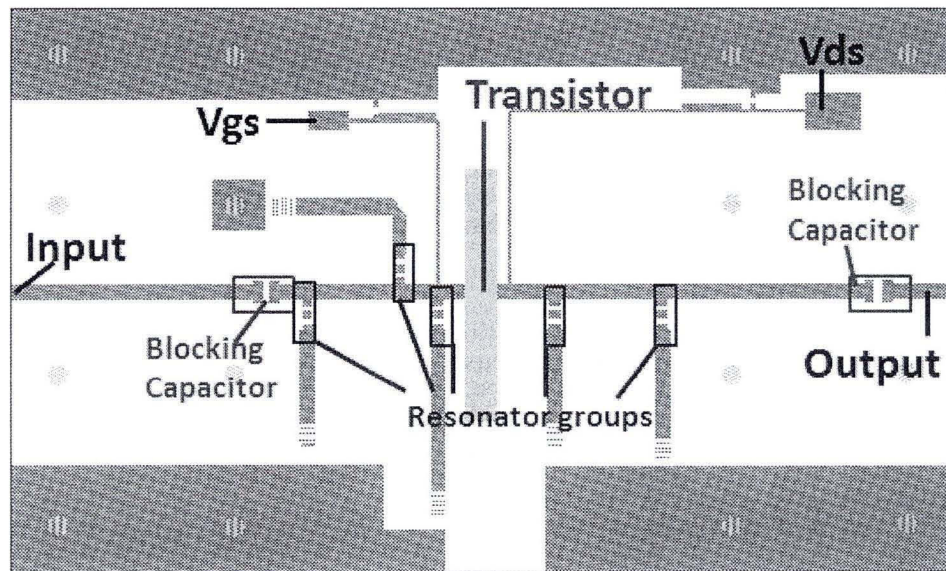 Vds
Transistor
Vgs
Blocking
Capacitor
Input
Blocking
Capacitor
Output
Resonator groups